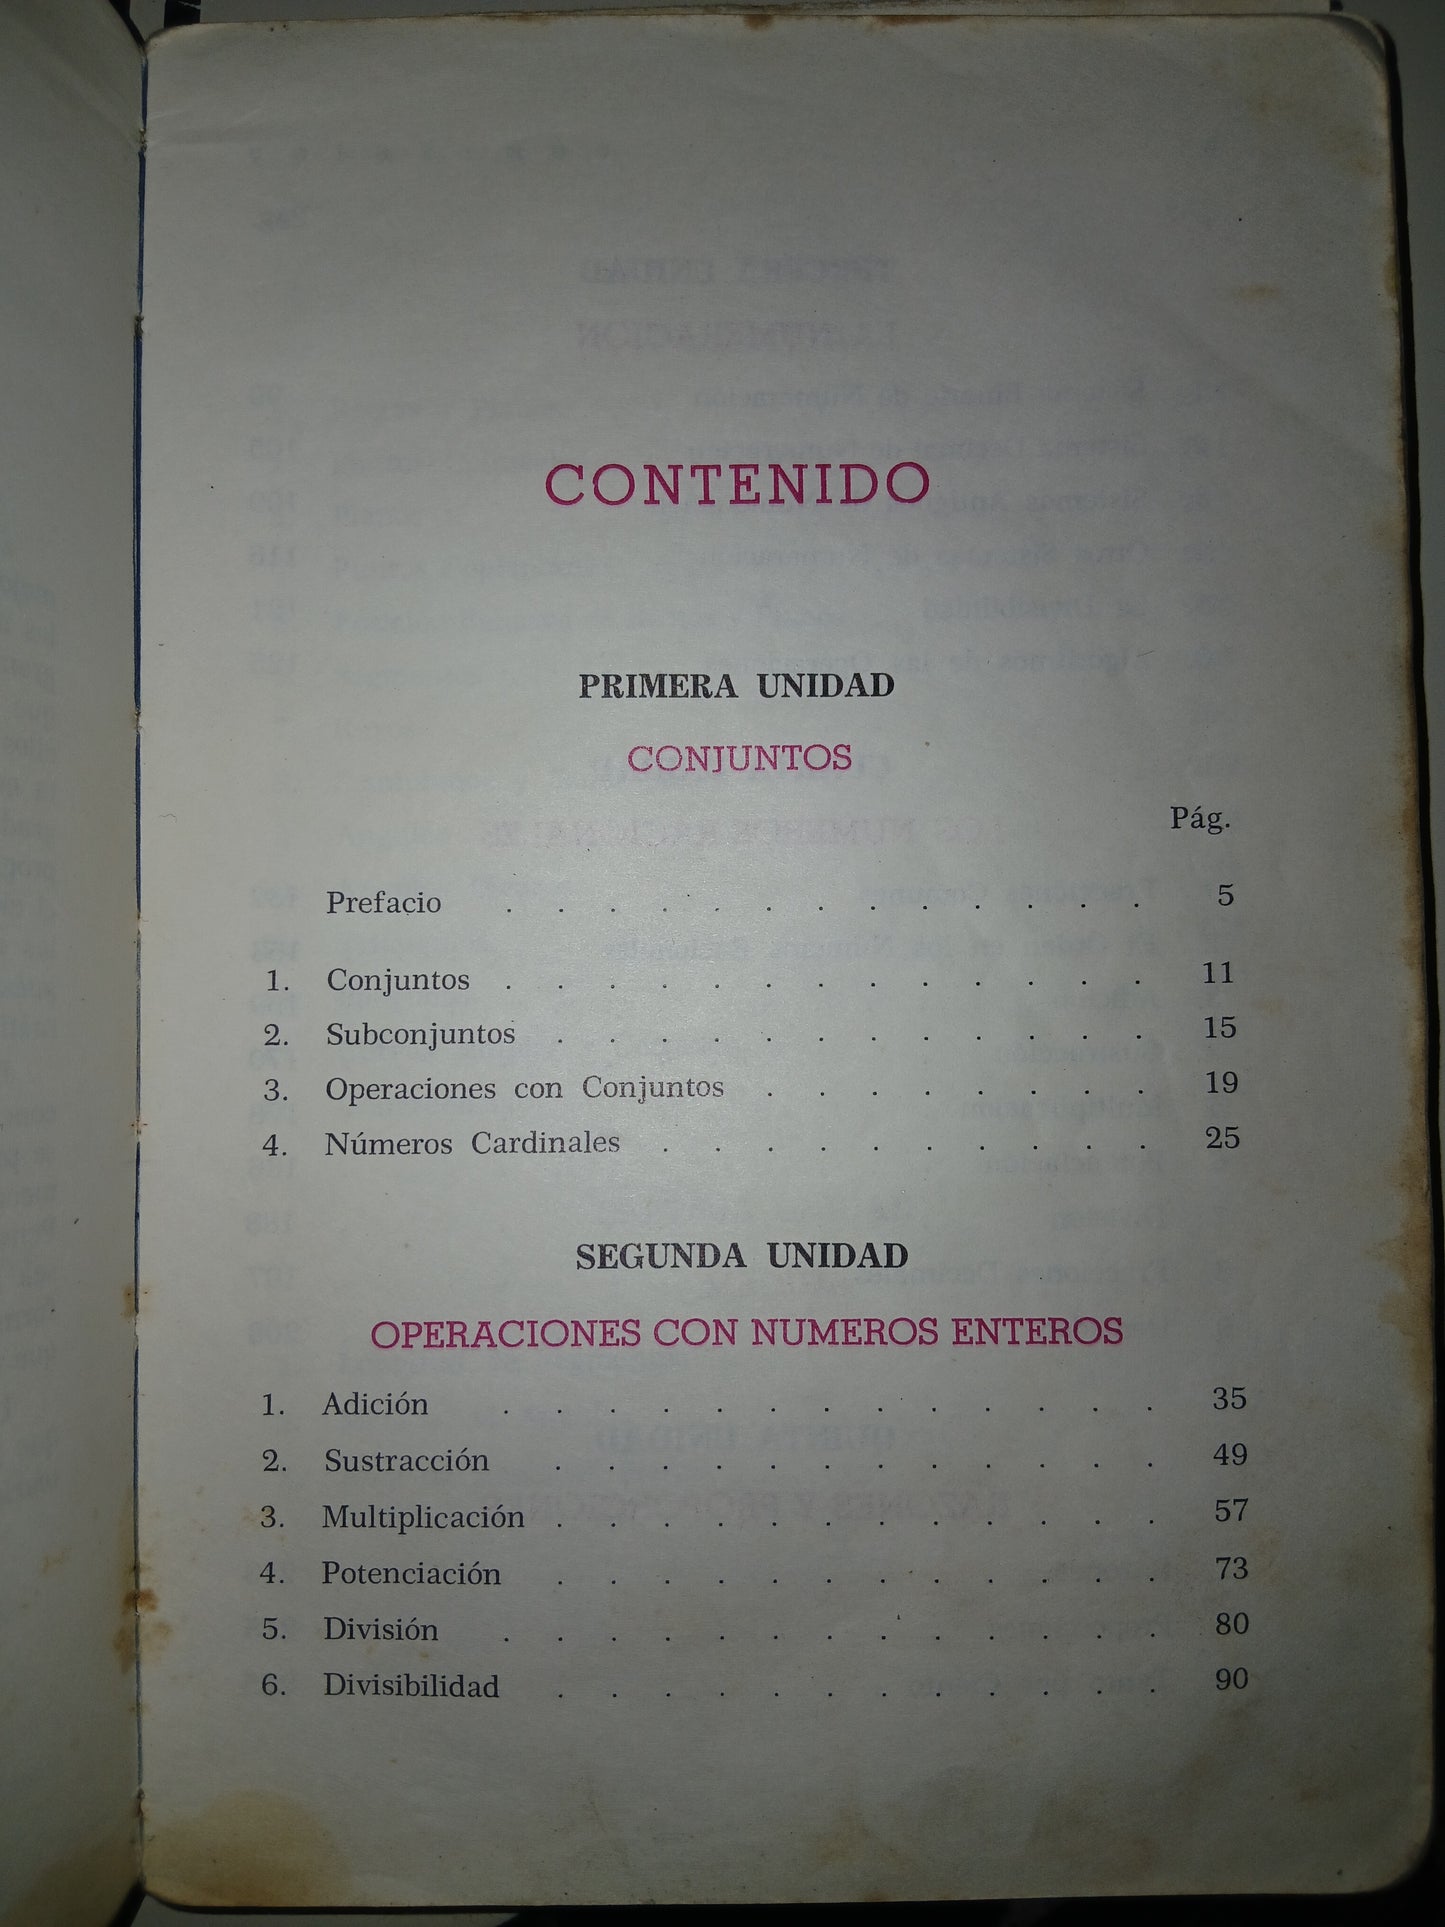 CONTENIDO
PRIMERA UNIDAD
CONJUNTOS
Pág.
Prefacio . . . . . . . . . . . . . 5
1. Conjuntos . . . . . . . . . . . . . 11
2. Subconjuntos . . . . . . . . . . . . 15
3. Operaciones con Conjuntos . . . . . . . . 19
4. Números Cardinales . . . . . . . . . . 25
SEGUNDA UNIDAD
OPERACIONES CON NUMEROS ENTEROS
1. Adición . . . . . . . . . . . . . 35
2. Sustracción . . . . . . . . . . . . 49
3. Multiplicación . . . . . . . . . . . . 57
4. Potenciación . . . . . . . . . . . . 73
5. División . . . . . . . . . . . . . 80
6. Divisibilidad . . . . . . . . . . . . 90